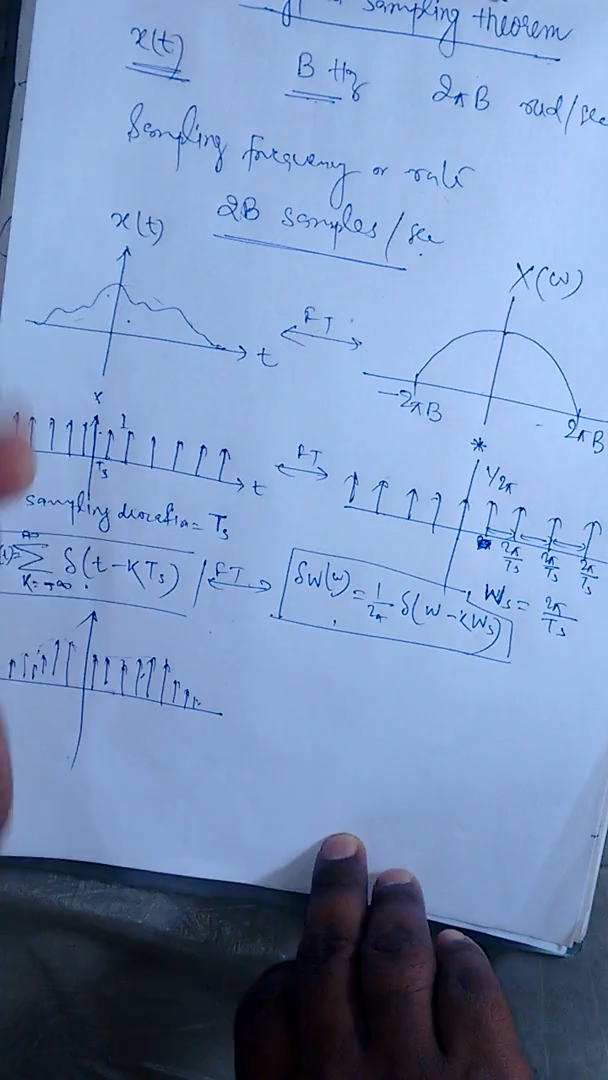 sampling theorem
x(t) B Hz 2πB rad/sec
Sampling frequency or rate
2B samples/sec
x(t)
X(w)
t
FT
-2πB 2πB
x
1
*
1/2π
FT
Ts t
sampling duration = Ts
2π/Ts 2π/Ts 2π/Ts
Ws = 2π/Ts
∑ δ(t-KTs) FT δw(w) = 1/2π δ(w-KWs)
K=-∞